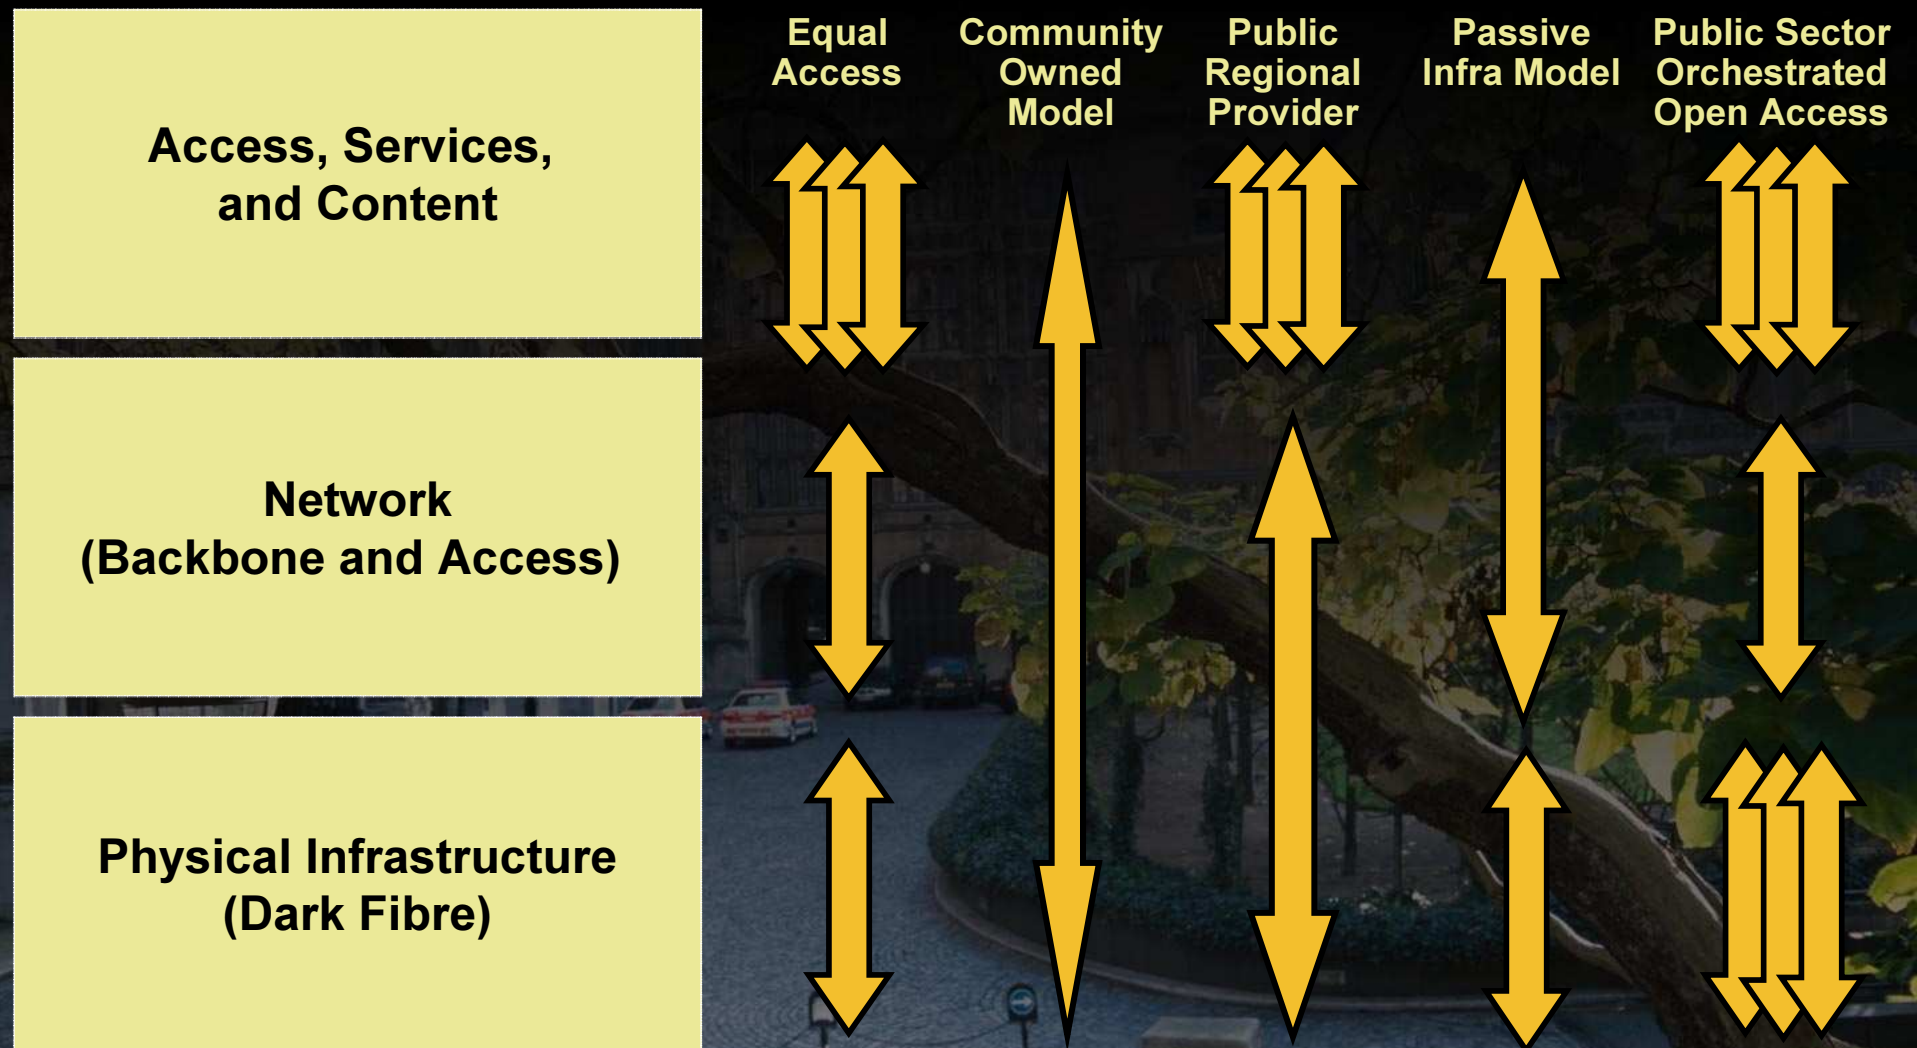 Equal
Access
Community
Owned
Model
Public
Regional
Provider
Passive
Infra Model
Public Sector
Orchestrated
Open Access
Access, Services,
and Content
Network
(Backbone and Access)
Physical Infrastructure
(Dark Fibre)